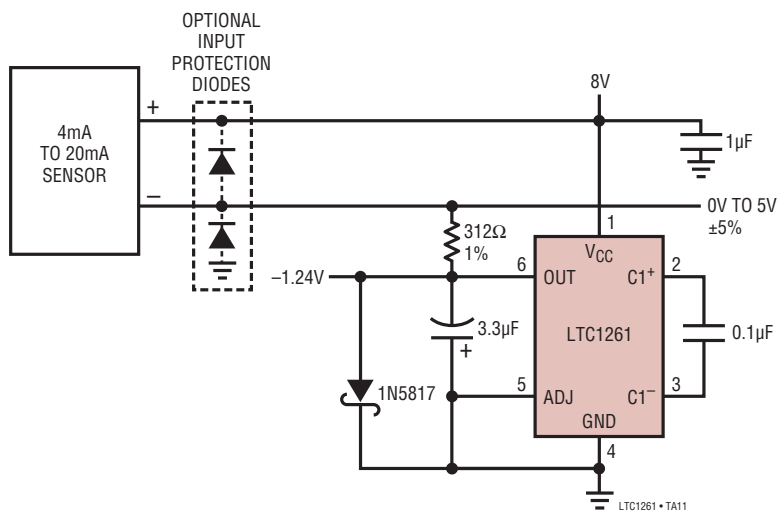 OPTIONAL
INPUT
PROTECTION
DIODES
8V
4mA
TO 20mA
SENSOR
+
–
1µF
0V TO 5V
±5%
312Ω
1%
–1.24V
1
VCC
6
OUT
C1+
2
3.3µF
+
LTC1261
0.1µF
1N5817
5
ADJ
C1–
3
GND
4
LTC1261 • TA11